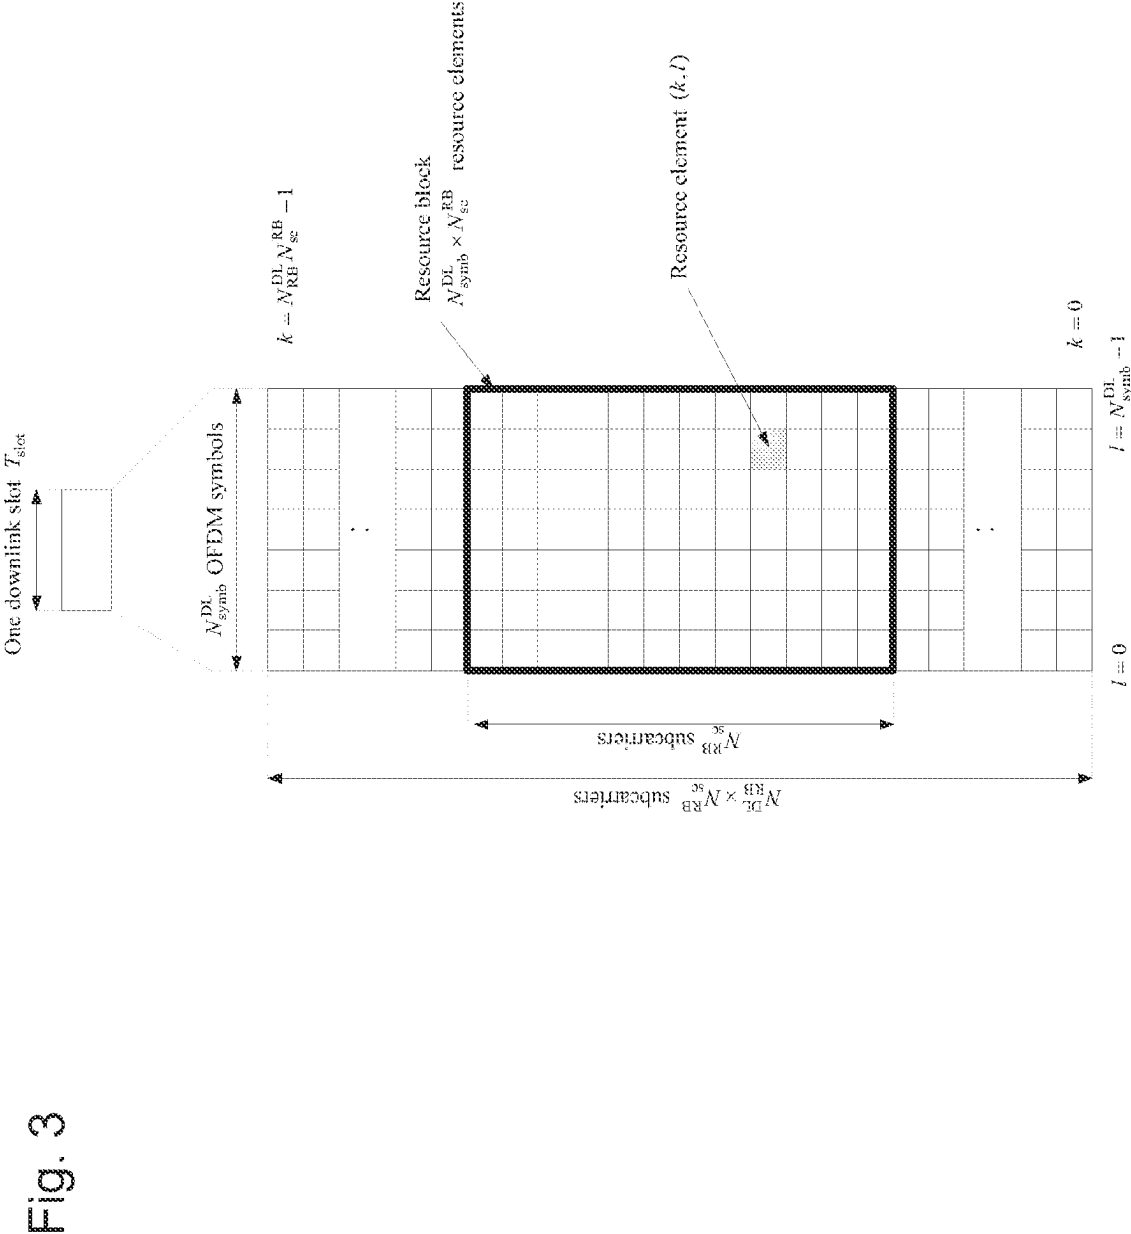 One downlink slot T_slot
N_symb^DL OFDM symbols
k = N_RB^DL N_sc^RB − 1
Resource block
N_symb^DL × N_sc^RB resource elements
Resource element (k, l)
N_RB^DL × N_sc^RB subcarriers
N_sc^RB subcarriers
k = 0
l = 0
l = N_symb^DL − 1
Fig. 3